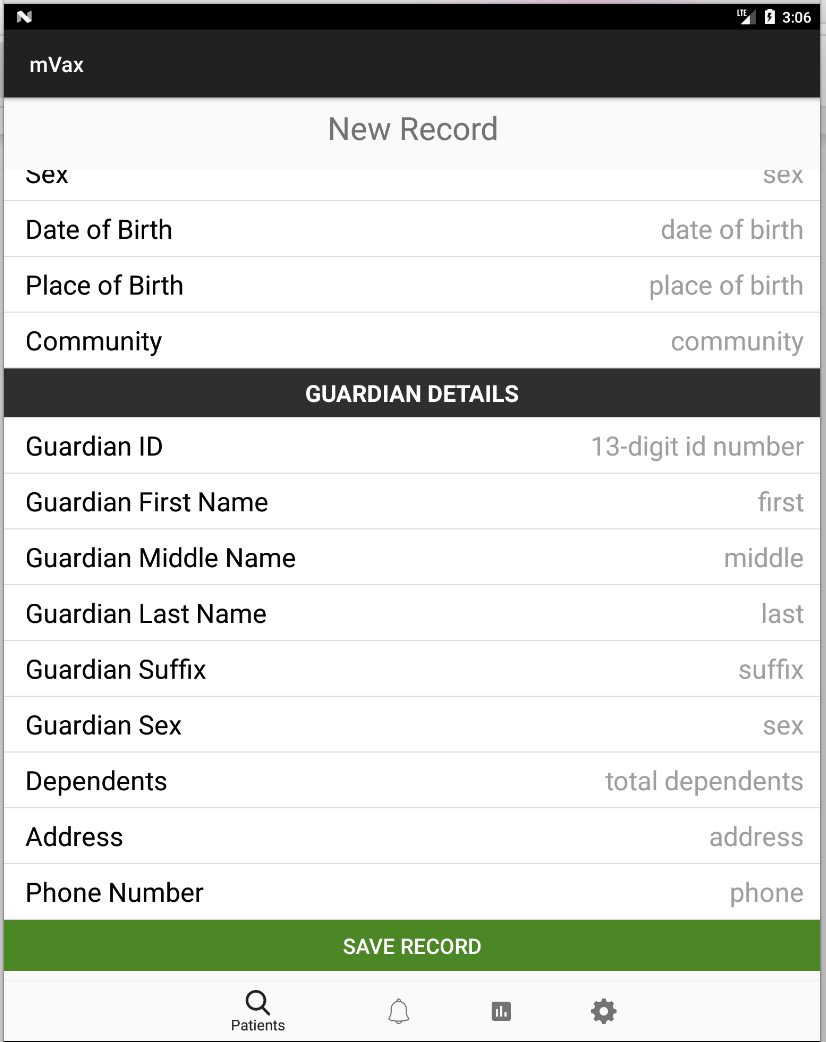 LTE 3:06
mVax
New Record
Sex sex
Date of Birth date of birth
Place of Birth place of birth
Community community
GUARDIAN DETAILS
Guardian ID 13-digit id number
Guardian First Name first
Guardian Middle Name middle
Guardian Last Name last
Guardian Suffix suffix
Guardian Sex sex
Dependents total dependents
Address address
Phone Number phone
SAVE RECORD
Patients